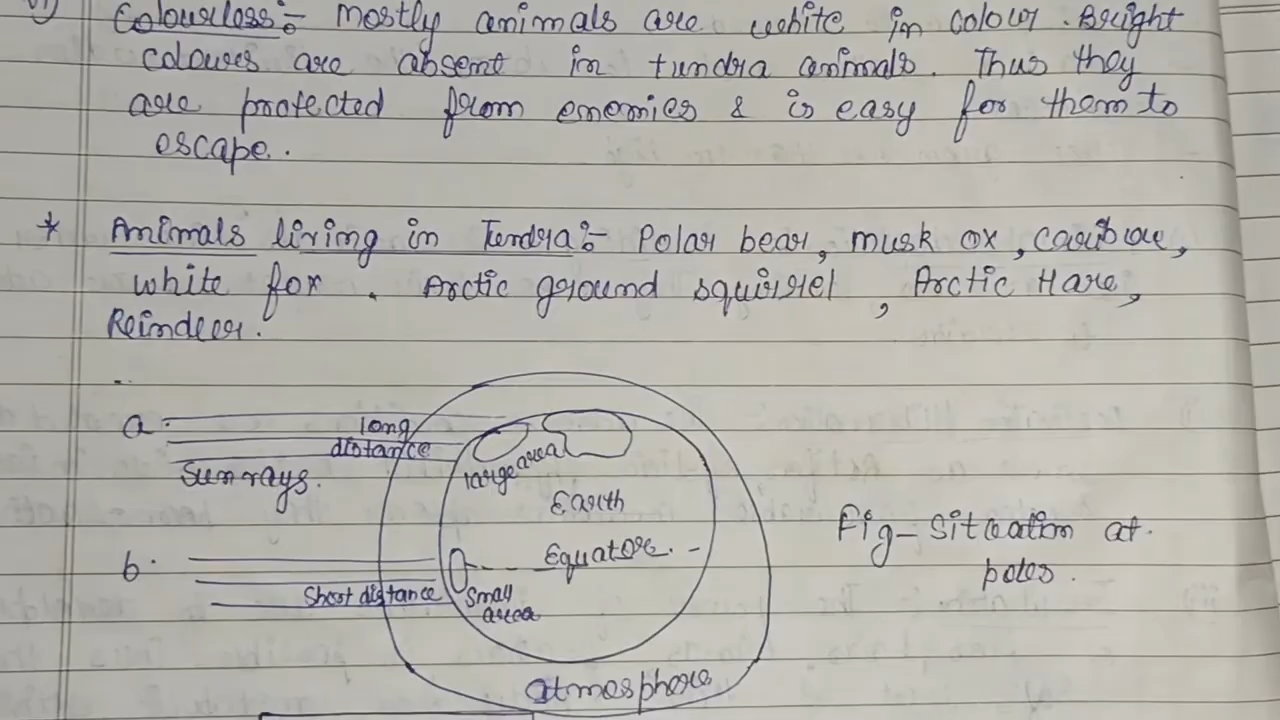 vi) Colourless :- Mostly animals are white in colour. Bright
colours are absent in tundra animals. Thus they
are protected from enemies & is easy for them to
escape.
* Animals living in Tundra :- Polar bear, musk ox, caribou,
white fox. Arctic ground squirrel, Arctic Hare,
Reindeer.
a. long
distance
Sunrays.
large area
Earth
Fig - Situation at
poles.
b. Equator. -
Short distance
small
area
atmosphere